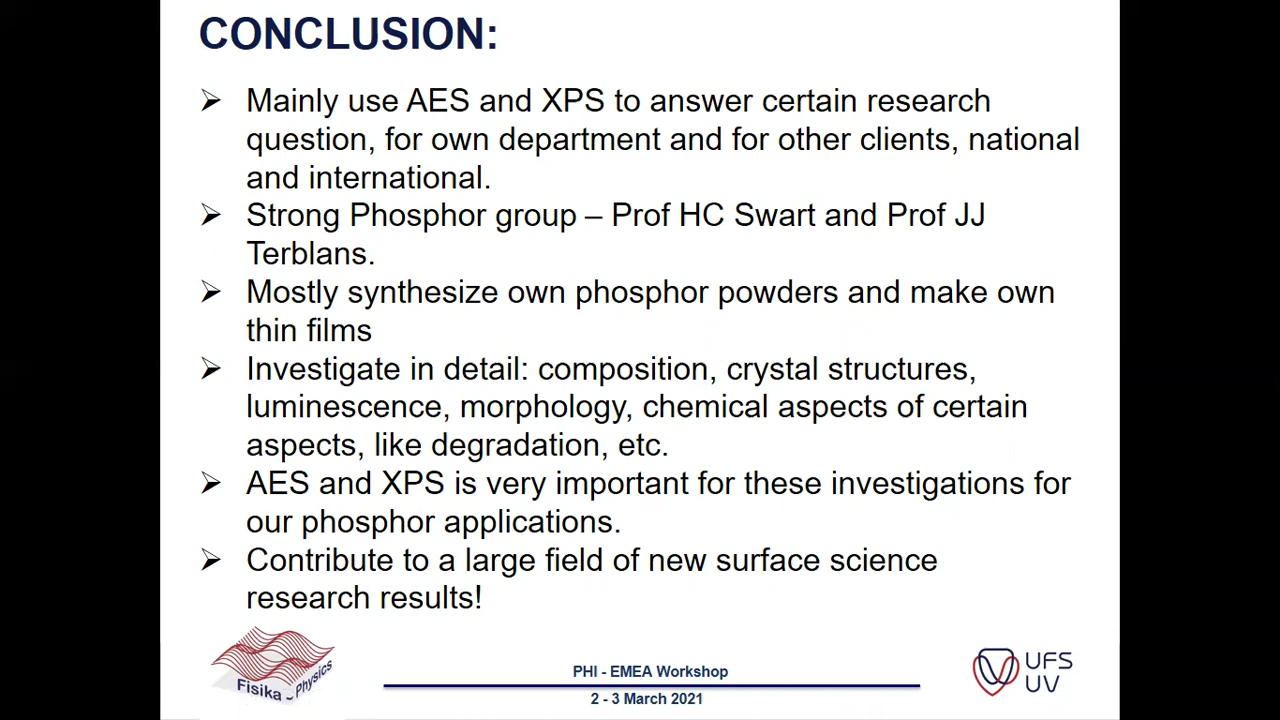 CONCLUSION:
➢ Mainly use AES and XPS to answer certain research
question, for own department and for other clients, national
and international.
➢ Strong Phosphor group – Prof HC Swart and Prof JJ
Terblans.
➢ Mostly synthesize own phosphor powders and make own
thin films
➢ Investigate in detail: composition, crystal structures,
luminescence, morphology, chemical aspects of certain
aspects, like degradation, etc.
➢ AES and XPS is very important for these investigations for
our phosphor applications.
➢ Contribute to a large field of new surface science
research results!
Fisika - Physics
PHI - EMEA Workshop
2 - 3 March 2021
UFS
UV